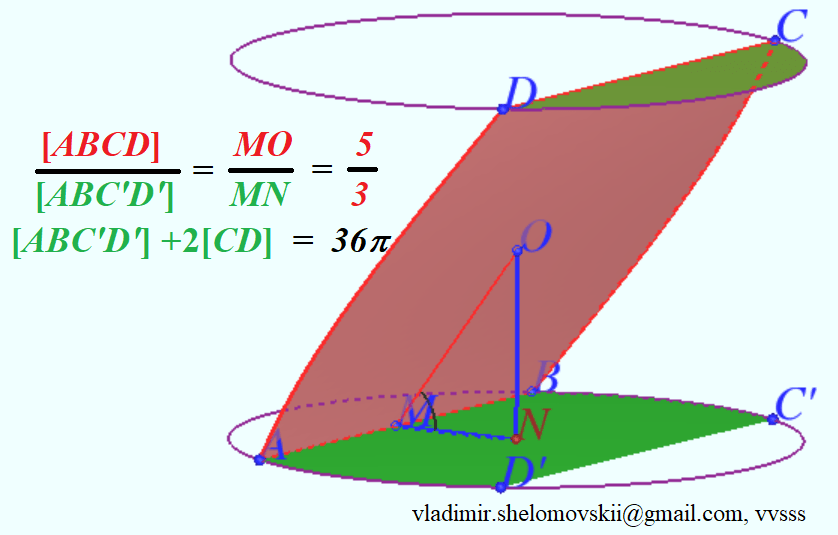 C
D
[ABCD] / [ABC'D'] = MO / MN = 5 / 3
[ABC'D'] + 2[CD] = 36π
O
B
M
C'
N
A
D'
vladimir.shelomovskii@gmail.com, vvsss